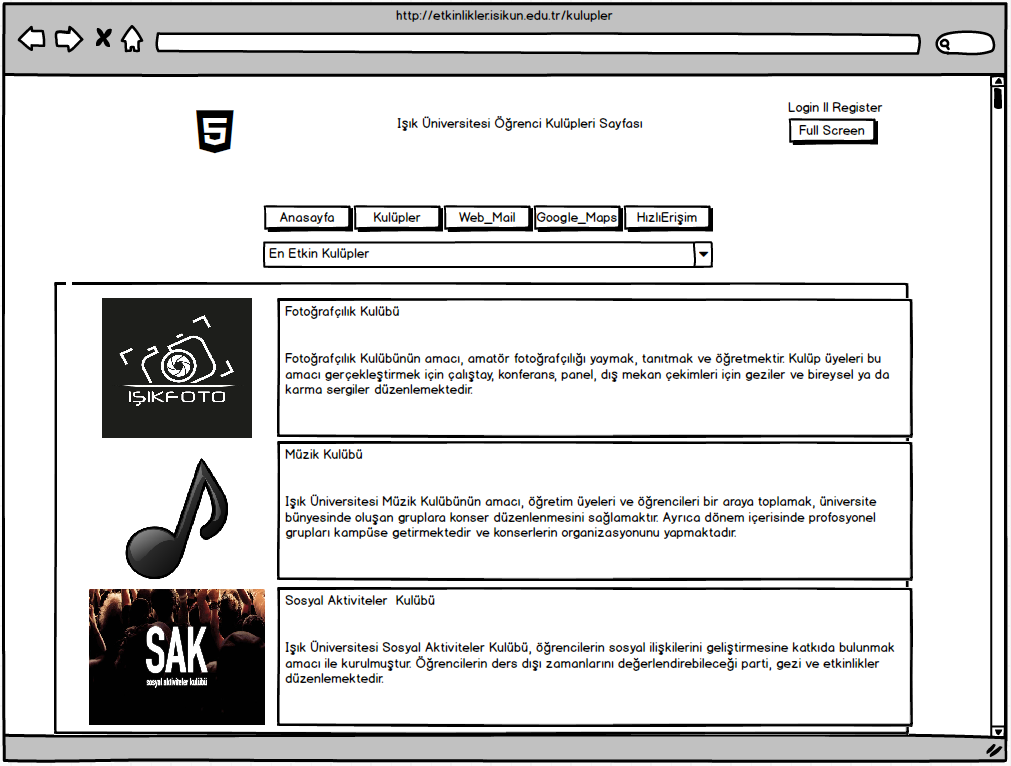 http://etkinlikler.isikun.edu.tr/kulupler
Login II Register
Işık Üniversitesi Öğrenci Kulüpleri Sayfası
Full Screen
Anasayfa Kulüpler Web_Mail Google_Maps HızlıErişim
En Etkin Kulüpler
IŞIKFOTO
Fotoğrafçılık Kulübü
Fotoğrafçılık Kulübünün amacı, amatör fotoğrafçılığı yaymak, tanıtmak ve öğretmektir. Kulüp üyeleri bu
amacı gerçekleştirmek için çalıştay, konferans, panel, dış mekan çekimleri için geziler ve bireysel ya da
karma sergiler düzenlemektedir.
Müzik Kulübü
Işık Üniversitesi Müzik Kulübünün amacı, öğretim üyeleri ve öğrencileri bir araya toplamak, üniversite
bünyesinde oluşan gruplara konser düzenlenmesini sağlamaktır. Ayrıca dönem içerisinde profosyonel
grupları kampüse getirmektedir ve konserlerin organizasyonunu yapmaktadır.
SAK
sosyal aktiviteler kulübü
Sosyal Aktiviteler Kulübü
Işık Üniversitesi Sosyal Aktiviteler Kulübü, öğrencilerin sosyal ilişkilerini geliştirmesine katkıda bulunmak
amacı ile kurulmuştur. Öğrencilerin ders dışı zamanlarını değerlendirebileceği parti, gezi ve etkinlikler
düzenlemektedir.